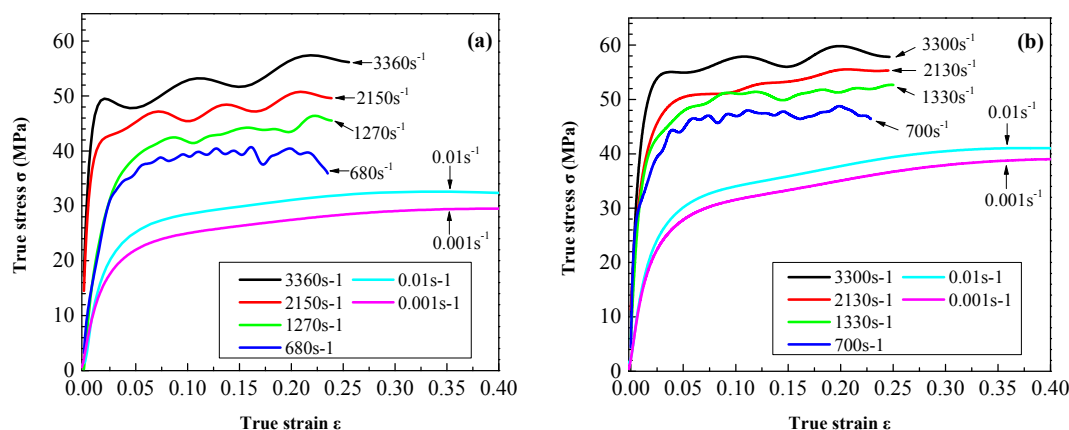 (a)
3360s-1
2150s-1
1270s-1
680s-1
0.01s-1
0.001s-1
3360s-1 0.01s-1
2150s-1 0.001s-1
1270s-1
680s-1
60
50
40
30
20
10
0
0.00 0.05 0.10 0.15 0.20 0.25 0.30 0.35 0.40
True strain ε
True stress σ (MPa)
(b)
3300s-1
2130s-1
1330s-1
700s-1
0.01s-1
0.001s-1
3300s-1 0.01s-1
2130s-1 0.001s-1
1330s-1
700s-1
60
50
40
30
20
10
0
0.00 0.05 0.10 0.15 0.20 0.25 0.30 0.35 0.40
True strain ε
True stress σ (MPa)